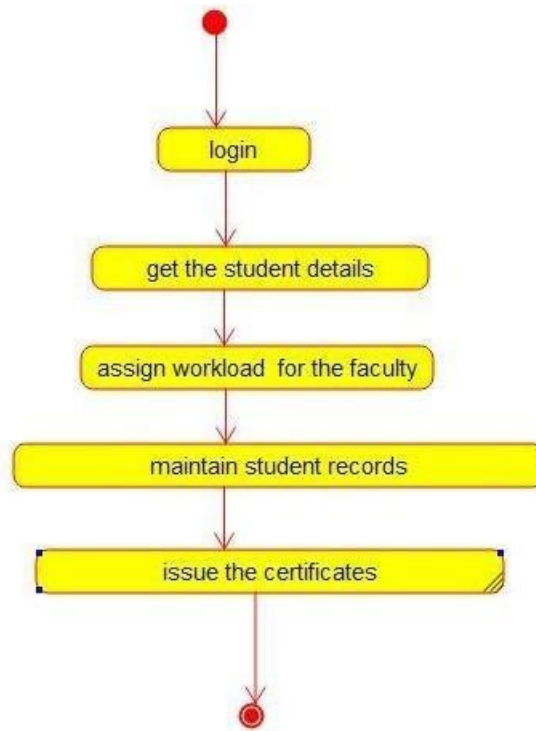 login
get the student details
assign workload  for the faculty
maintain student records
issue the certificates